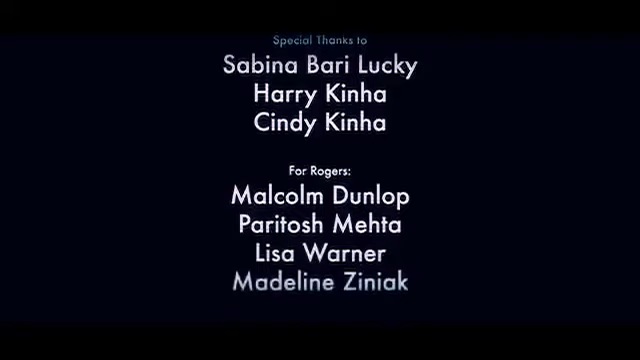 Special Thanks to
Sabina Bari Lucky
Harry Kinha
Cindy Kinha
For Rogers:
Malcolm Dunlop
Paritosh Mehta
Lisa Warner
Madeline Ziniak